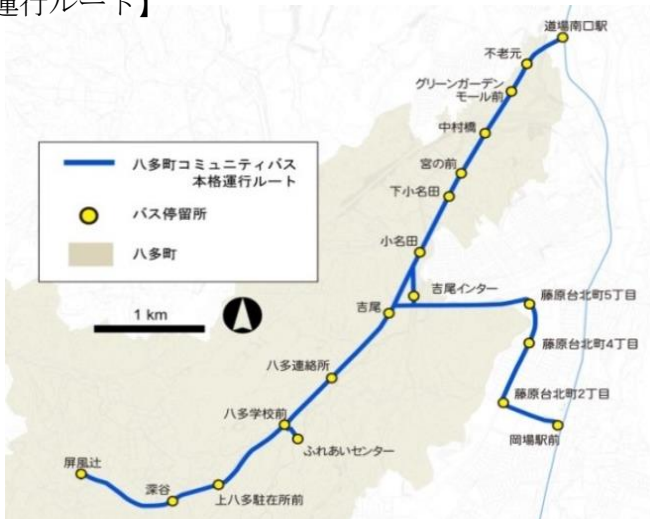 運行ルート】
道場南口駅
不老元
グリーンガーデン
モール前
中村橋
八多町コミュニティバス
本格運行ルート
宮の前
下小名田
バス停留所
小名田
八多町
吉尾インター
藤原台北町5丁目
吉尾
1 km
藤原台北町4丁目
八多連絡所
藤原台北町2丁目
八多学校前
岡場駅前
ふれあいセンター
屏風辻
深谷
上八多駐在所前